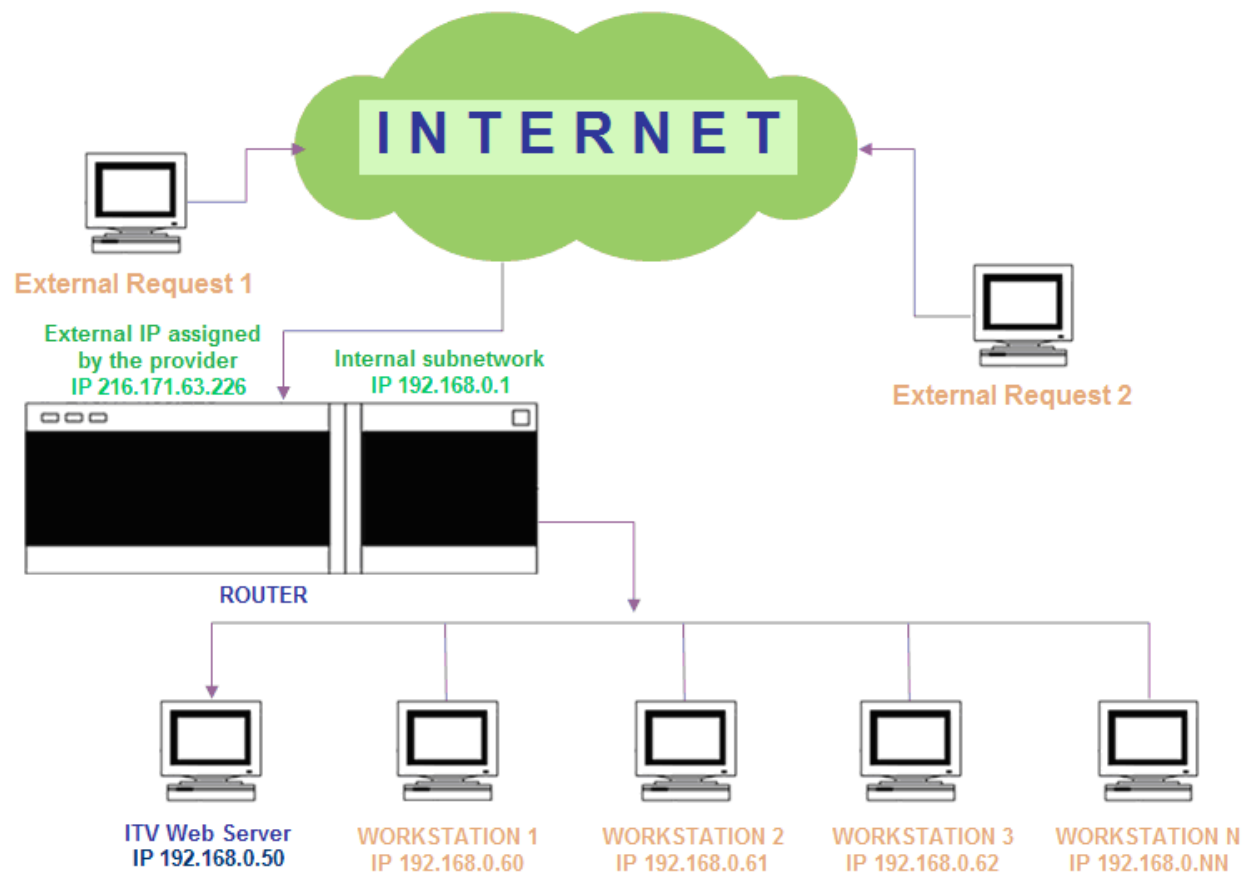 I N T E R N E T
External Request 1
External Request 2
External IP assigned
by the provider
IP 216.171.63.226
Internal subnetwork
IP 192.168.0.1
ROUTER
ITV Web Server
IP 192.168.0.50
WORKSTATION 1
IP 192.168.0.60
WORKSTATION 2
IP 192.168.0.61
WORKSTATION 3
IP 192.168.0.62
WORKSTATION N
IP 192.168.0.NN